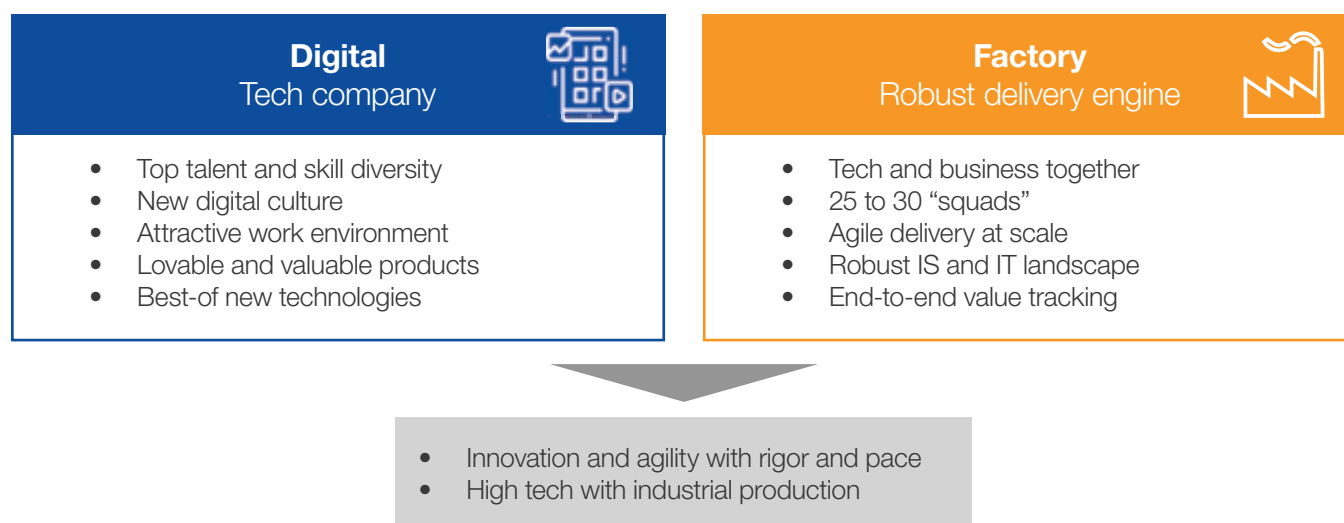 Digital
Tech company
• Top talent and skill diversity
• New digital culture
• Attractive work environment
• Lovable and valuable products
• Best-of new technologies
Factory
Robust delivery engine
• Tech and business together
• 25 to 30 “squads”
• Agile delivery at scale
• Robust IS and IT landscape
• End-to-end value tracking
• Innovation and agility with rigor and pace
• High tech with industrial production